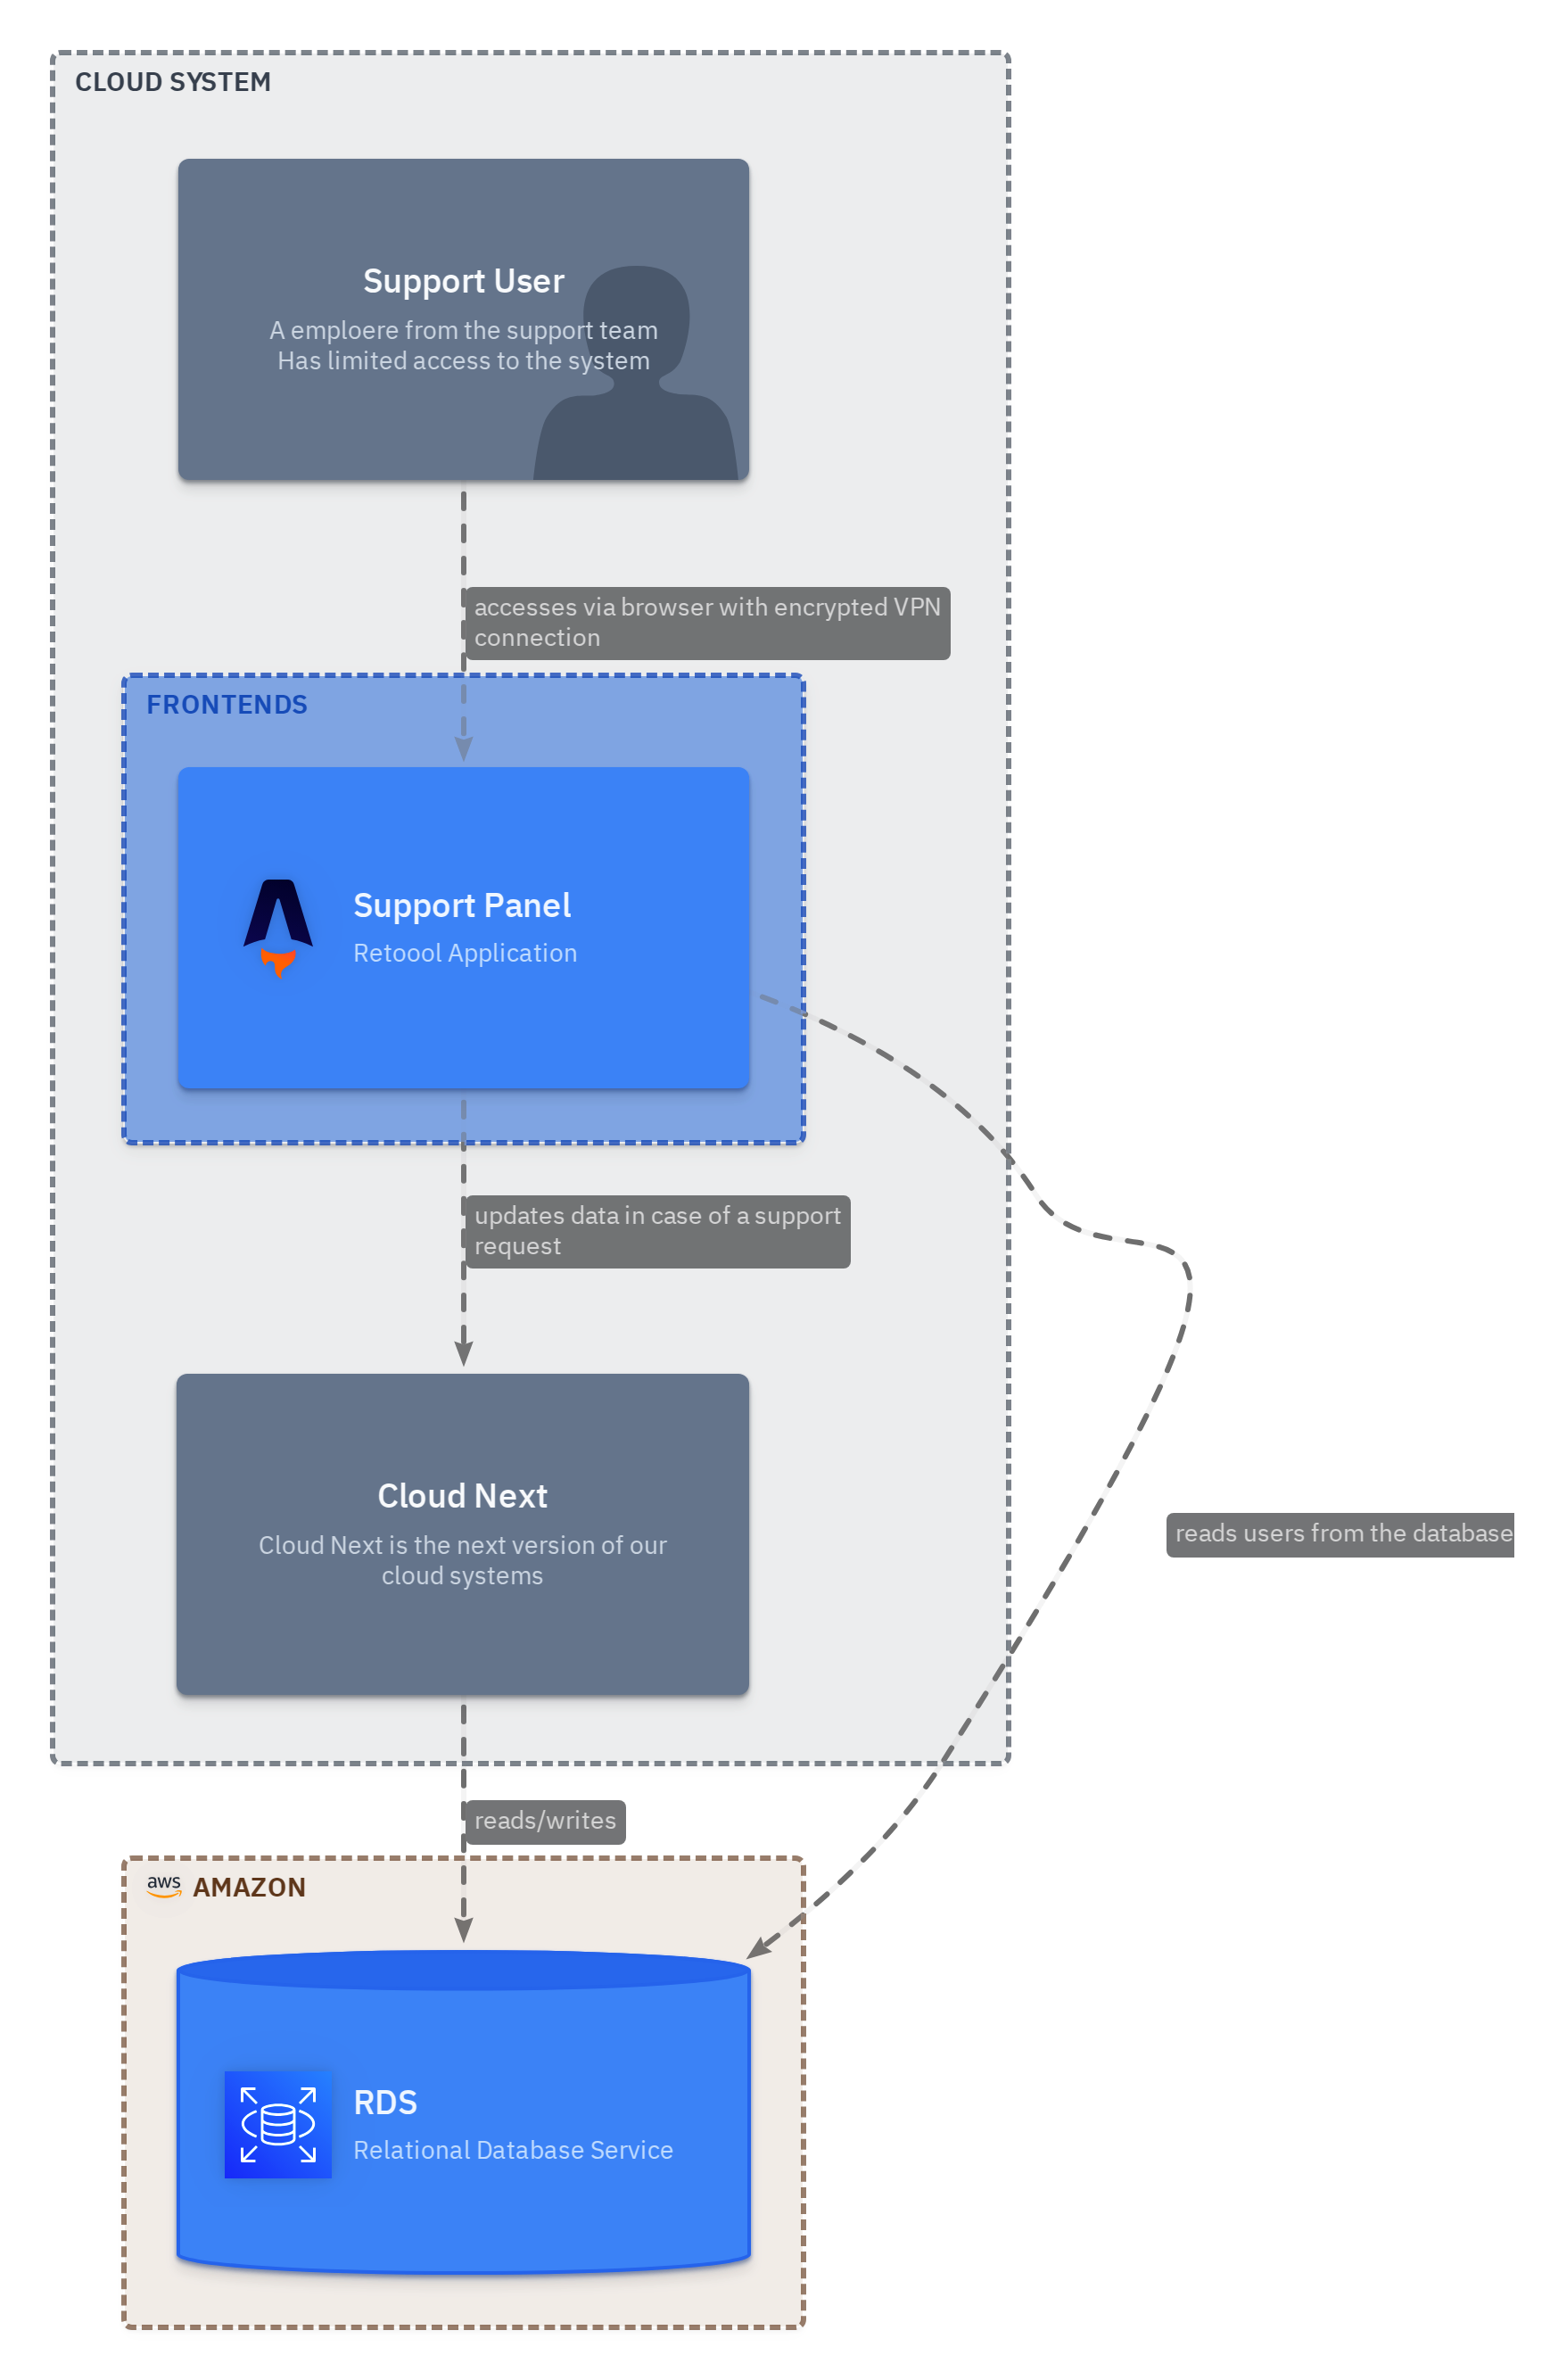 CLOUD SYSTEM
Support User
A emploere from the support team
Has limited access to the system
accesses via browser with encrypted VPN
connection
FRONTENDS
Support Panel
Retoool Application
updates data in case of a support
request
Cloud Next
Cloud Next is the next version of our
cloud systems
reads users from the database
reads/writes
aws AMAZON
RDS
Relational Database Service